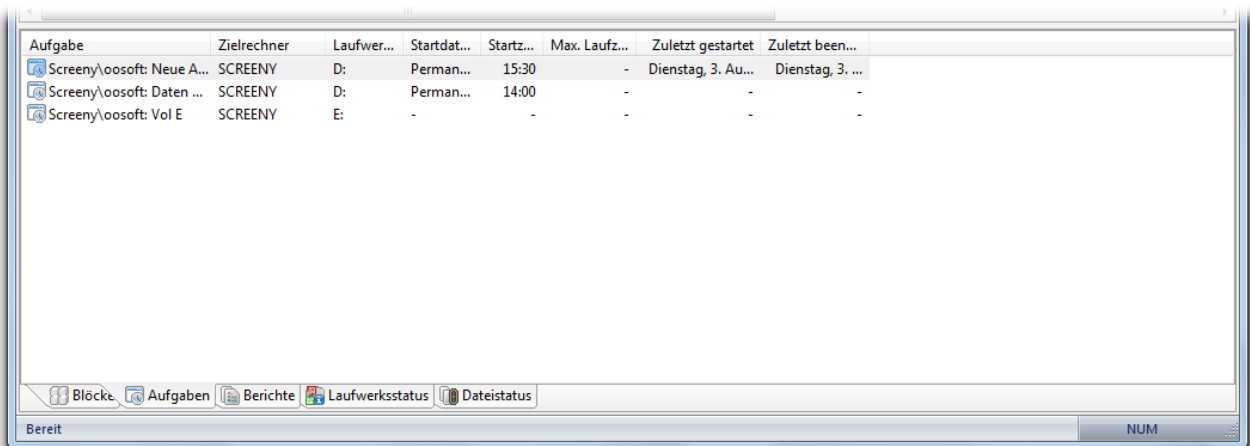 Aufgabe Zielrechner Laufwer... Startdat... Startz... Max. Laufz... Zuletzt gestartet Zuletzt been...
Screeny\oosoft: Neue A... SCREENY D: Perman... 15:30 - Dienstag, 3. Au... Dienstag, 3. ...
Screeny\oosoft: Daten ... SCREENY D: Perman... 14:00 - - -
Screeny\oosoft: Vol E SCREENY E: - - - - -
Blöcke Aufgaben Berichte Laufwerksstatus Dateistatus
Bereit NUM